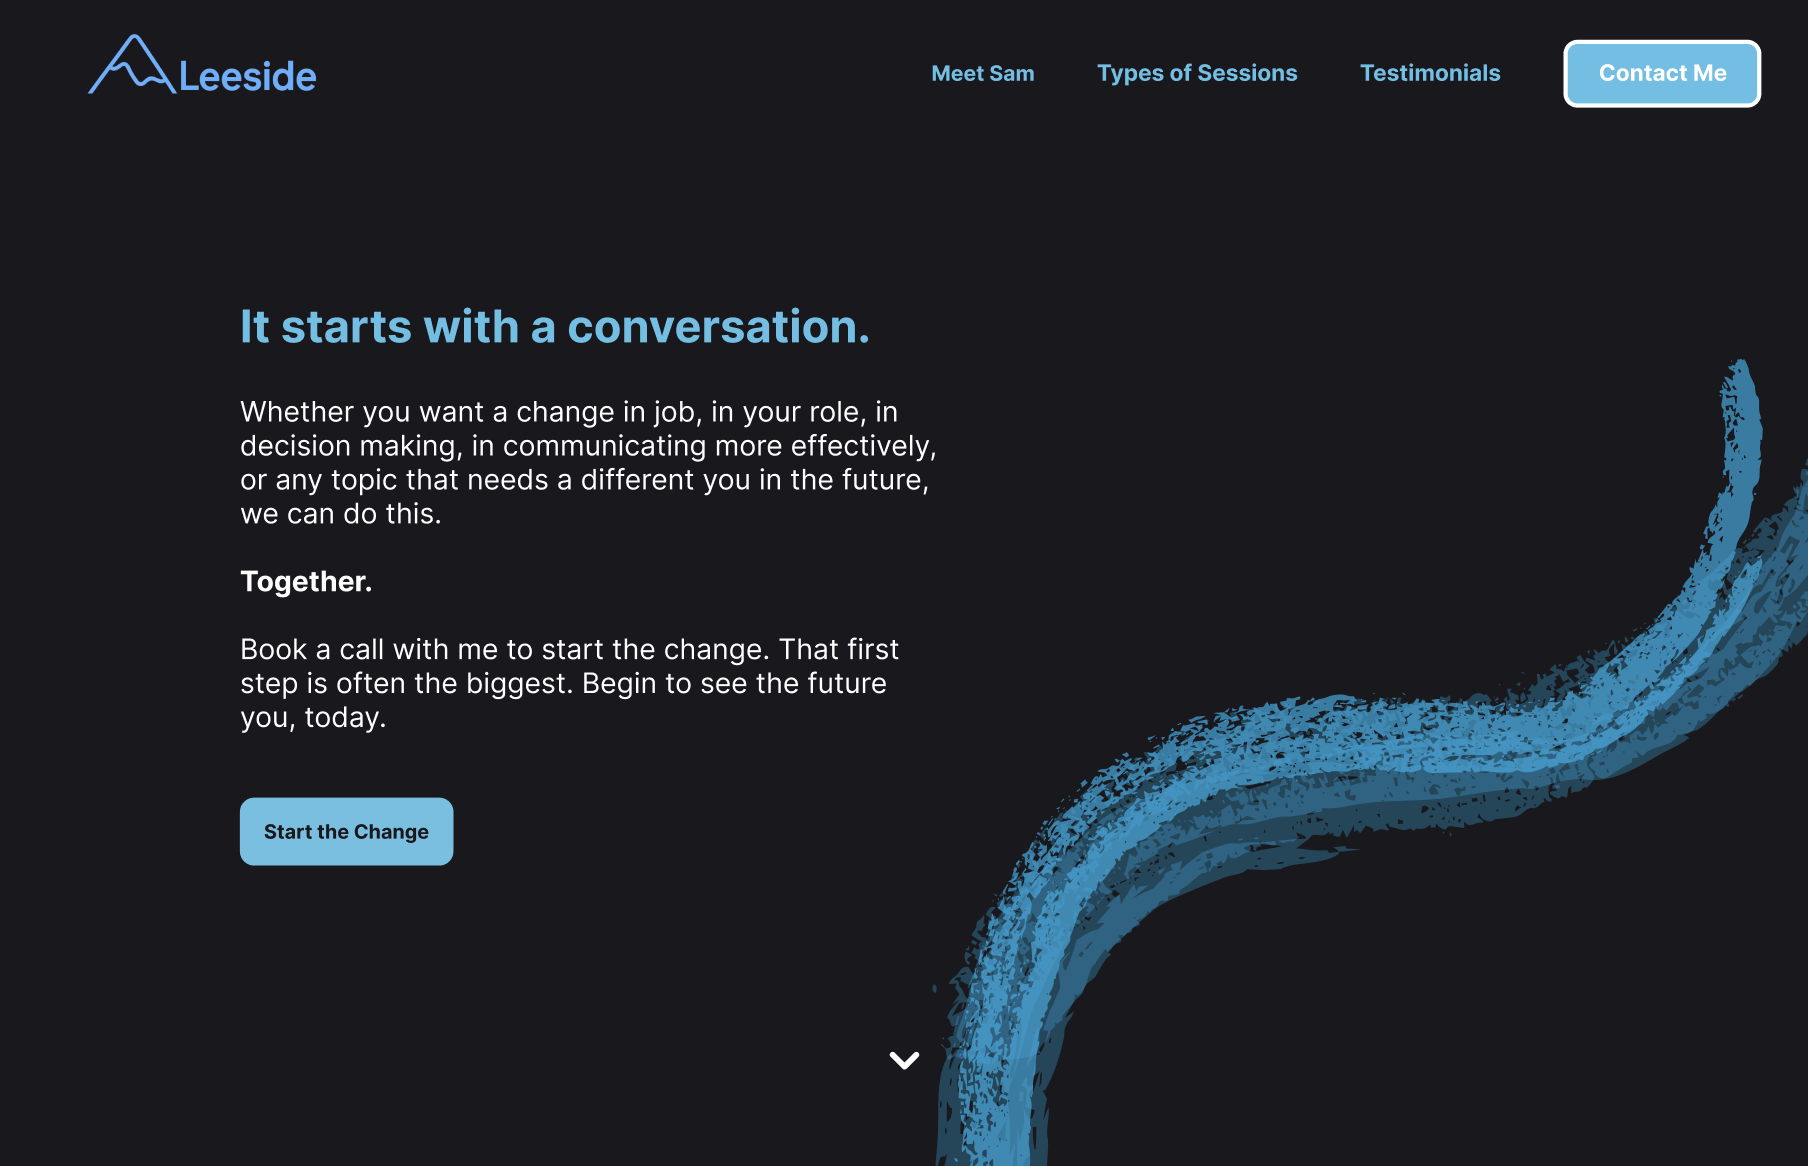 Leeside
Meet Sam
Types of Sessions
Testimonials
Contact Me
It starts with a conversation.
Whether you want a change in job, in your role, in
decision making, in communicating more effectively,
or any topic that needs a different you in the future,
we can do this.
Together.
Book a call with me to start the change. That first
step is often the biggest. Begin to see the future
you, today.
Start the Change